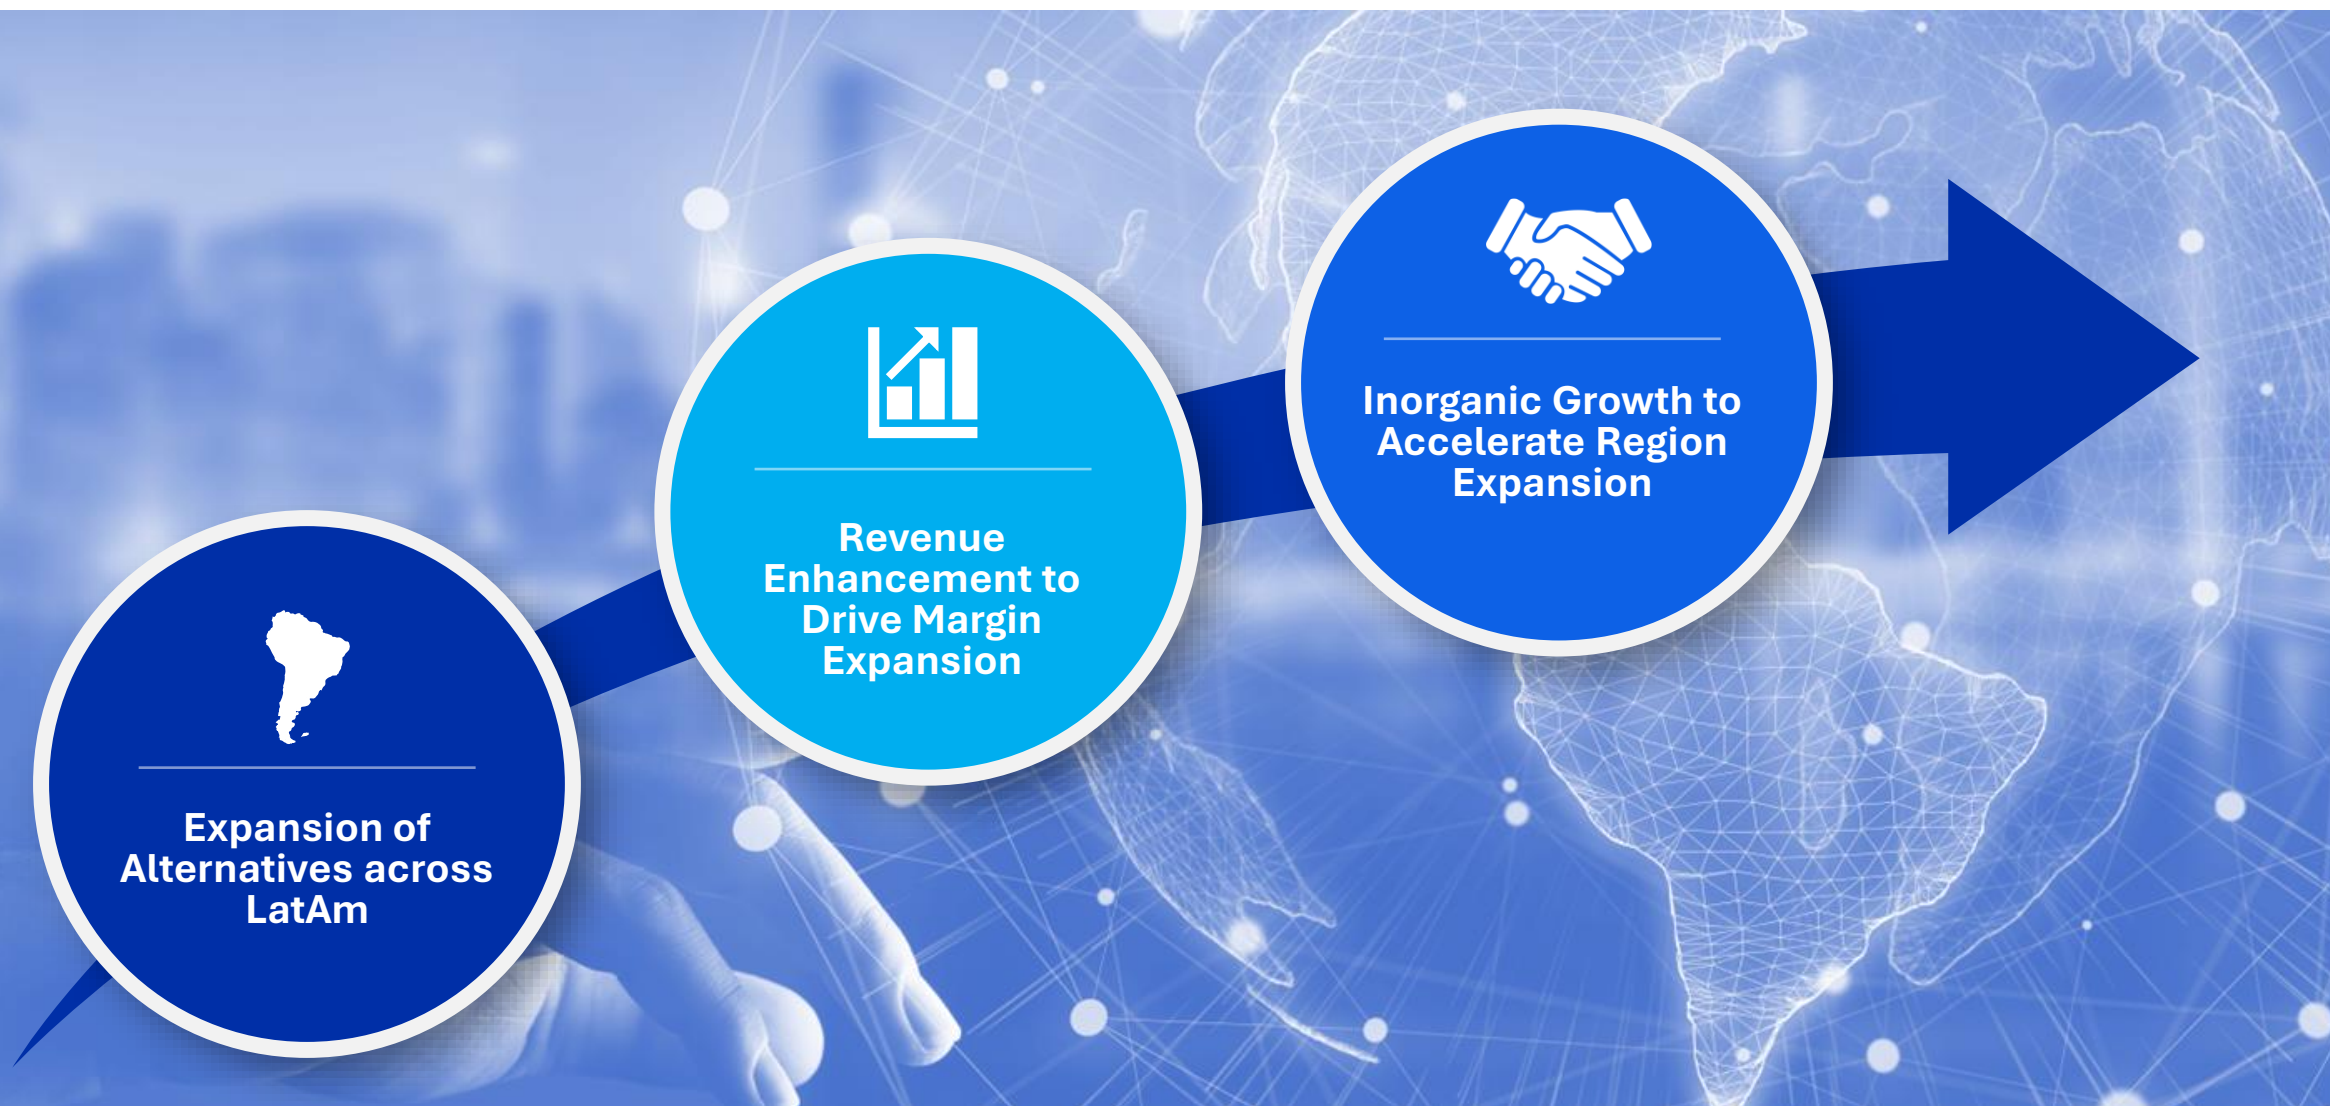 Expansion of
Alternatives across
LatAm
Revenue
Enhancement to
Drive Margin
Expansion
Inorganic Growth to
Accelerate Region
Expansion